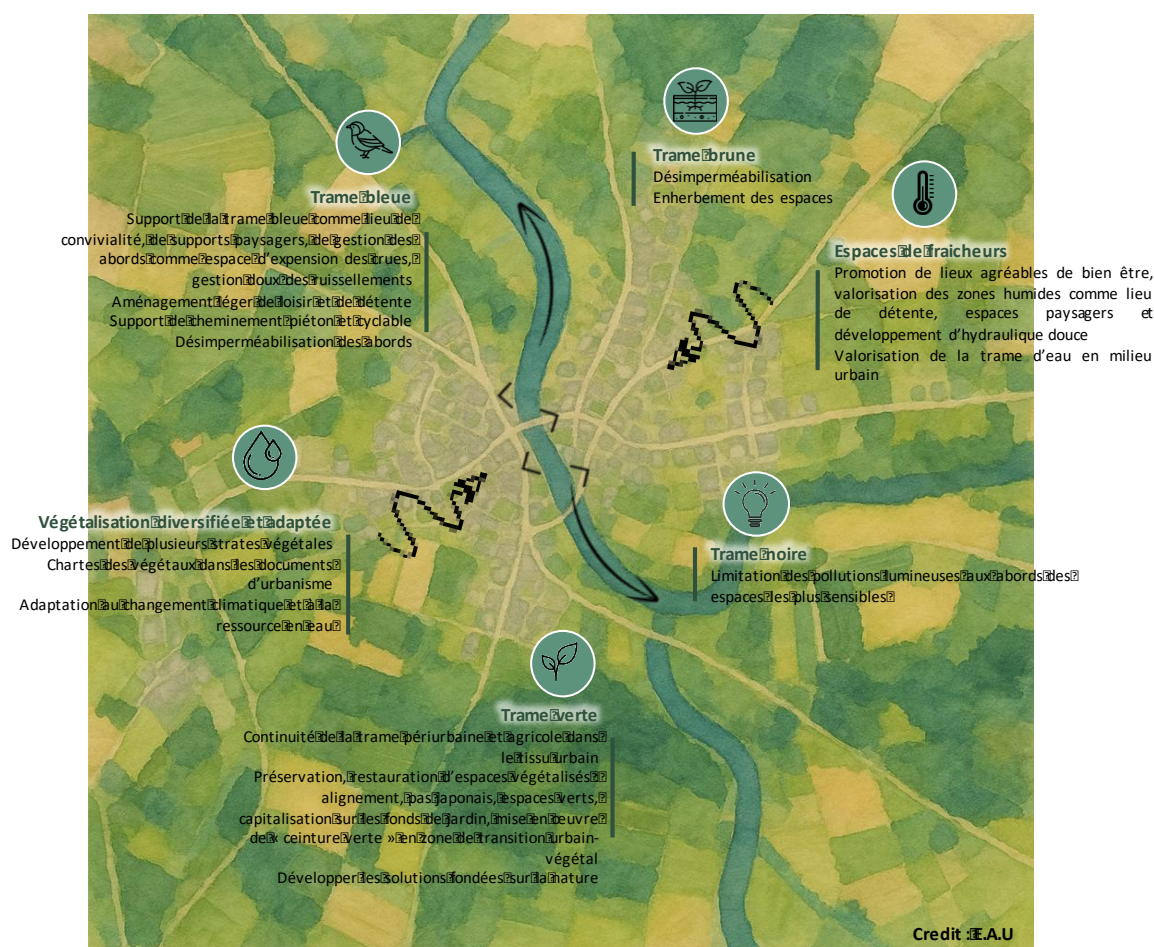 Trame brune
Désimperméabilisation
Enherbement des espaces
Trame bleue
Support de la trame bleue comme lieu de
convivialité, de supports paysagers, de gestion des
abords comme espace d'expension des crues,
gestion doux des ruissellements
Aménagement léger de loisir et de détente
Support de cheminement piéton et cyclable
Désimperméabilisation des abords
Espaces de fraicheurs
Promotion de lieux agréables de bien être,
valorisation des zones humides comme lieu
de détente, espaces paysagers et
développement d'hydraulique douce
Valorisation de la trame d'eau en milieu
urbain
Végétalisation diversifiée et adaptée
Développement de plusieurs strates végétales
Chartes des végétaux dans les documents
d'urbanisme
Adaptation au changement climatique et à la
ressource en eau
Trame noire
Limitation des pollutions lumineuses aux abords des
espaces les plus sensibles
Trame verte
Continuité de la trame périurbaine et agricole dans
le tissu urbain
Préservation, restauration d'espaces végétalisés
alignement, pas japonais, espaces verts,
capitalisation sur les fonds de jardin, mise en œuvre
de « ceinture verte » en zone de transition urbain-
végétal
Développer les solutions fondées sur la nature
Credit : E.A.U